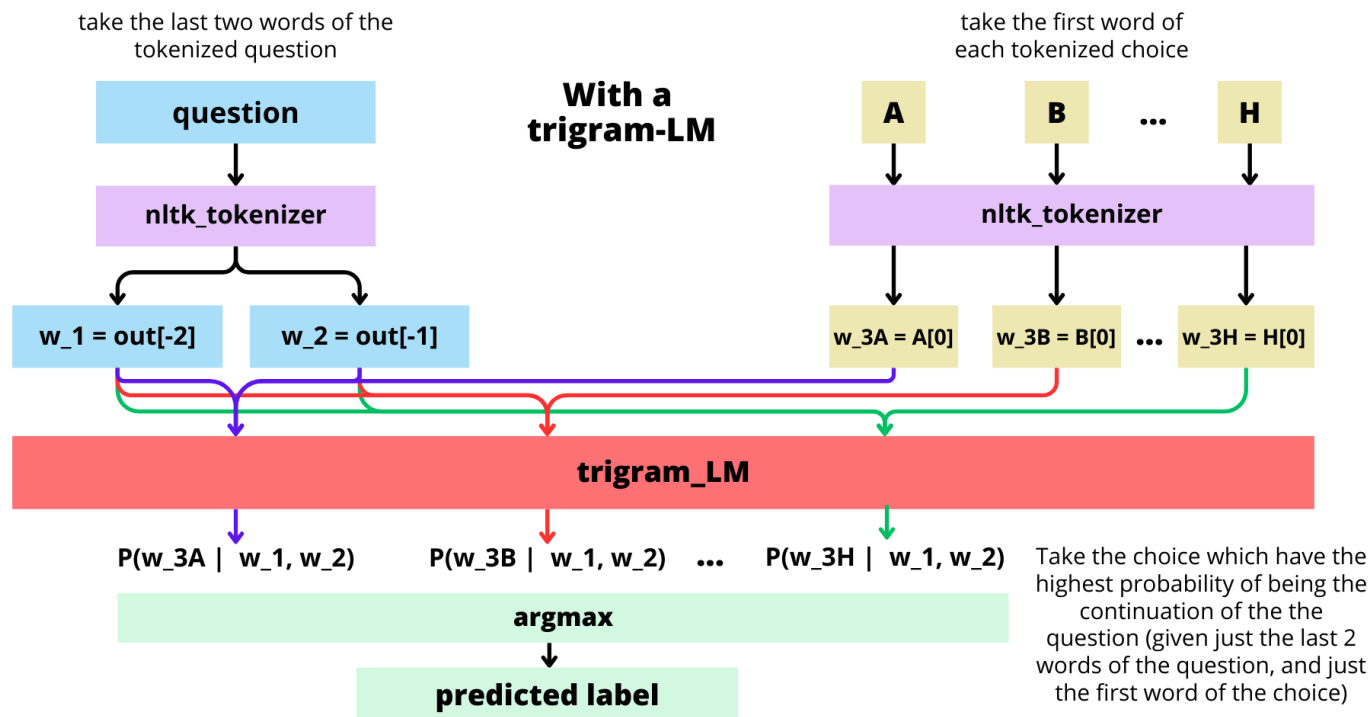 take the last two words of the
tokenized question
take the first word of
each tokenized choice
With a
trigram-LM
question
A
B
...
H
nltk_tokenizer
nltk_tokenizer
w_1 = out[-2]
w_2 = out[-1]
w_3A = A[0]
w_3B = B[0]
...
w_3H = H[0]
trigram_LM
P(w_3A | w_1, w_2)
P(w_3B | w_1, w_2)
...
P(w_3H | w_1, w_2)
argmax
predicted label
Take the choice which have the
highest probability of being the
continuation of the the
question (given just the last 2
words of the question, and just
the first word of the choice)